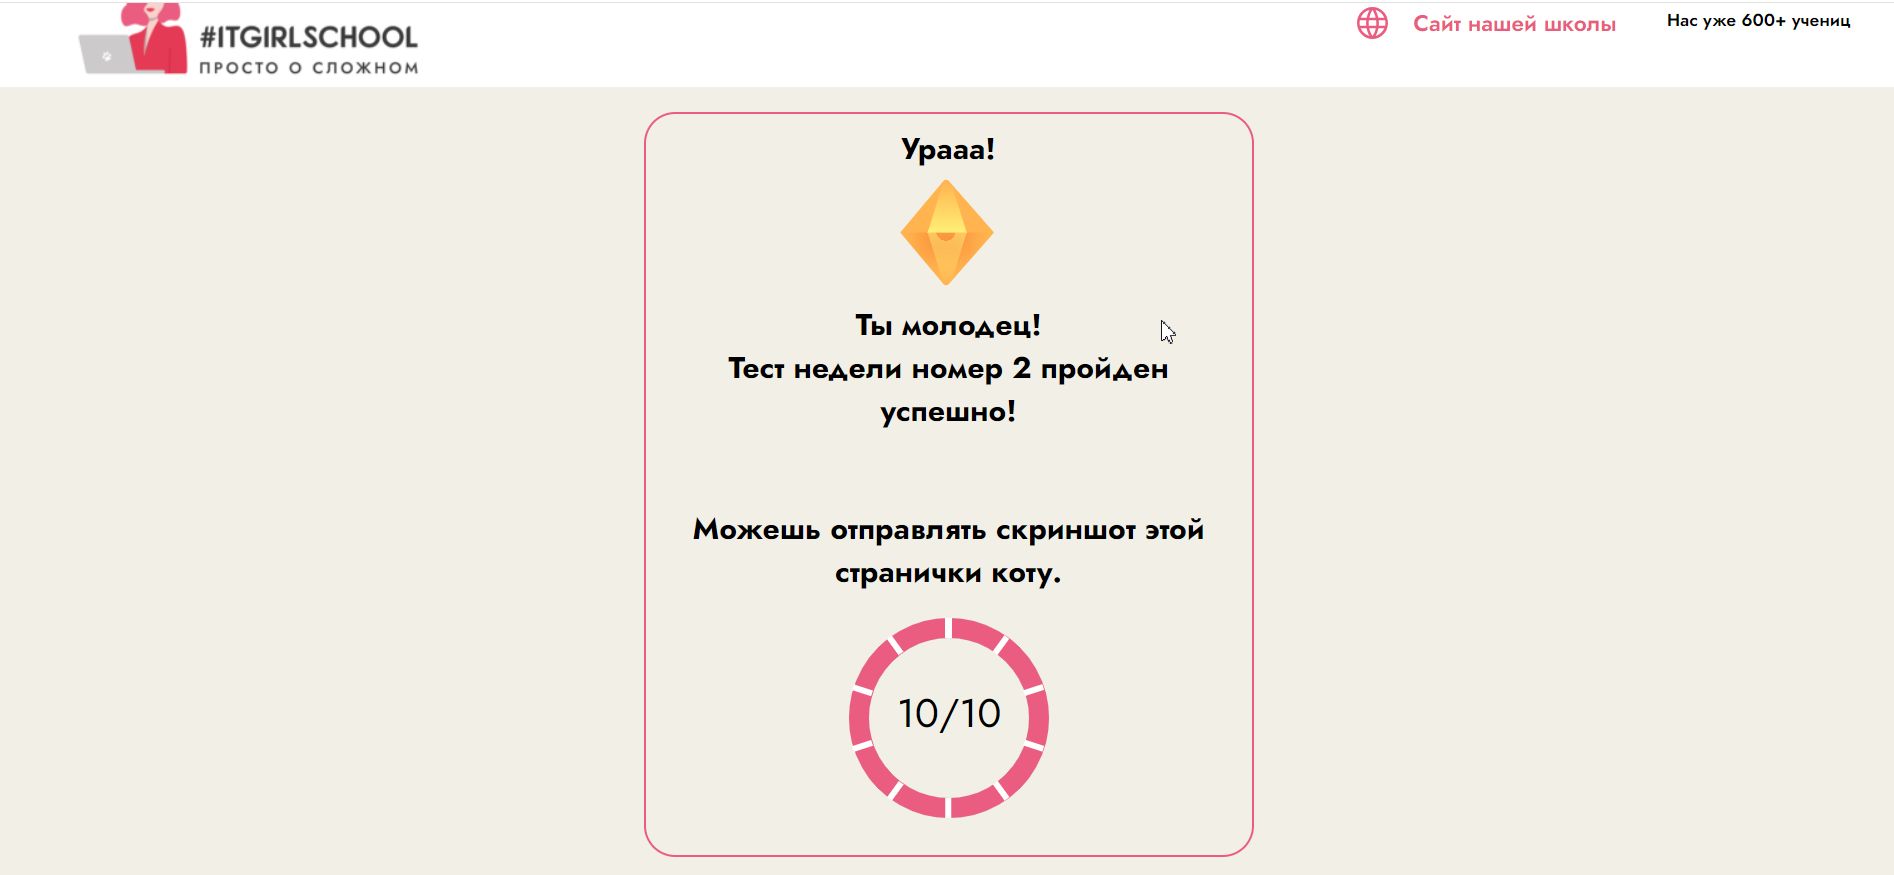 #ITGIRLSCHOOL
ПРОСТО О СЛОЖНОМ
Сайт нашей школы
Нас уже 600+ учениц
Урааа!
Ты молодец!
Тест недели номер 2 пройден
успешно!
Можешь отправлять скриншот этой
странички коту.
10/10